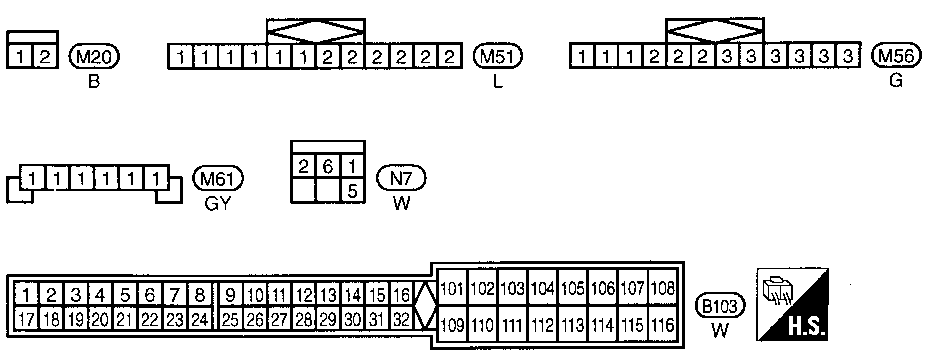 1 2 M20
B
1 1 1 1 1 1 2 2 2 2 2 2 M51
L
1 1 1 2 2 2 3 3 3 3 3 3 M56
G
1 1 1 1 1 1 M61
GY
2 6 1
5
N7
W
1 2 3 4 5 6 7 8 9 10 11 12 13 14 15 16
17 18 19 20 21 22 23 24 25 26 27 28 29 30 31 32
101 102 103 104 105 106 107 108
109 110 111 112 113 114 115 116
B103
W
H.S.